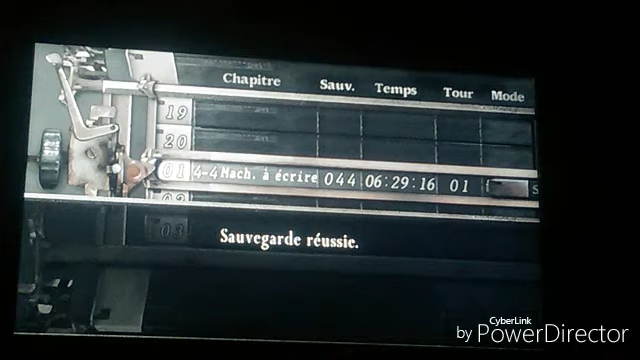 Chapitre Sauv. Temps Tour Mode
19
20
01 4-4 Mach. à écrire 044 06:29:16 01
03
Sauvegarde réussie.
CyberLink
by PowerDirector